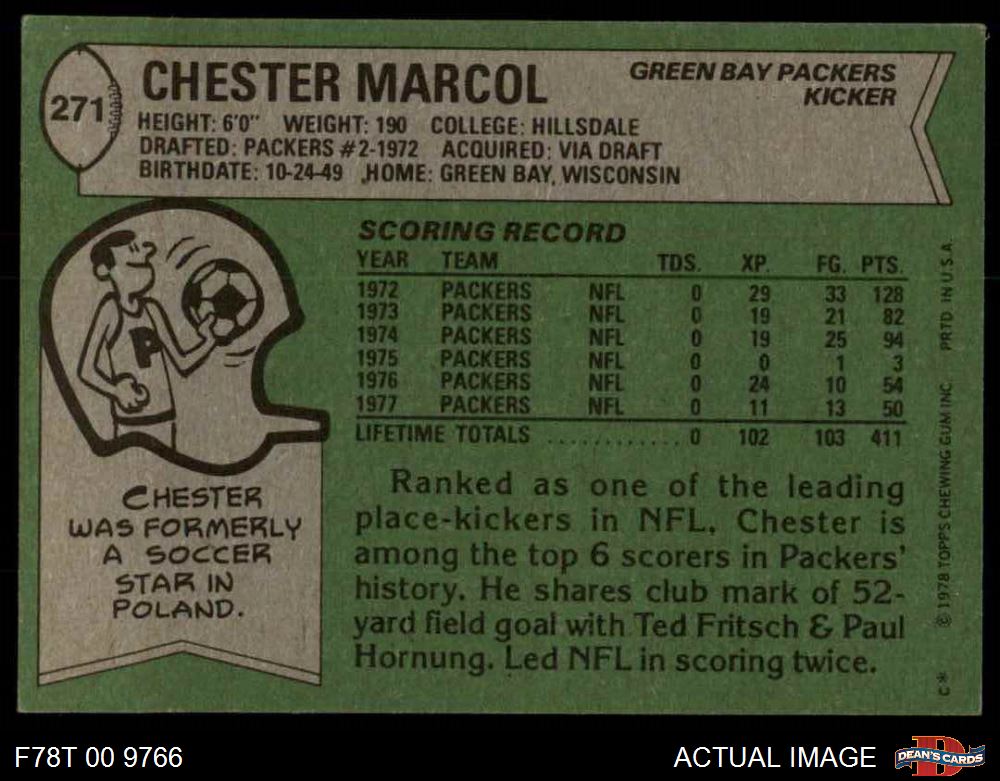 271
CHESTER MARCOL
GREEN BAY PACKERS
KICKER
HEIGHT: 6'0" WEIGHT: 190 COLLEGE: HILLSDALE
DRAFTED: PACKERS #2-1972 ACQUIRED: VIA DRAFT
BIRTHDATE: 10-24-49 HOME: GREEN BAY, WISCONSIN
P
CHESTER
WAS FORMERLY
A SOCCER
STAR IN
POLAND.
SCORING RECORD
YEAR TEAM TDS. XP. FG. PTS.
1972 PACKERS NFL 0 29 33 128
1973 PACKERS NFL 0 19 21 82
1974 PACKERS NFL 0 19 25 94
1975 PACKERS NFL 0 0 1 3
1976 PACKERS NFL 0 24 10 54
1977 PACKERS NFL 0 11 13 50
LIFETIME TOTALS ............ 0 102 103 411
Ranked as one of the leading
place-kickers in NFL, Chester is
among the top 6 scorers in Packers'
history. He shares club mark of 52-
yard field goal with Ted Fritsch & Paul
Hornung. Led NFL in scoring twice.
C* © 1978 TOPPS CHEWING GUM INC. PRTD. IN U.S.A.
F78T 00 9766
ACTUAL IMAGE
D
DEAN'S CARDS